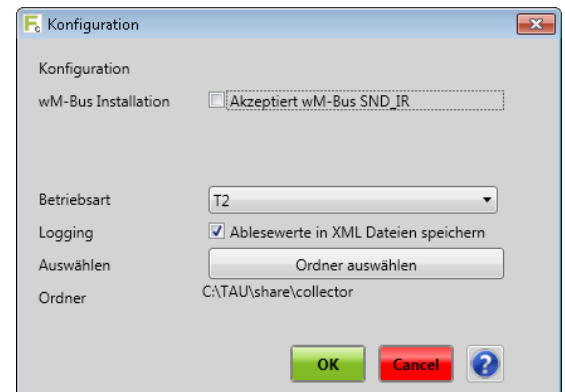 Fc Konfiguration
Konfiguration
wM-Bus Installation Akzeptiert wM-Bus SND_IR
Betriebsart T2
Logging Ablesewerte in XML Dateien speichern
Auswählen Ordner auswählen
Ordner C:\TAU\share\collector
OK Cancel ?